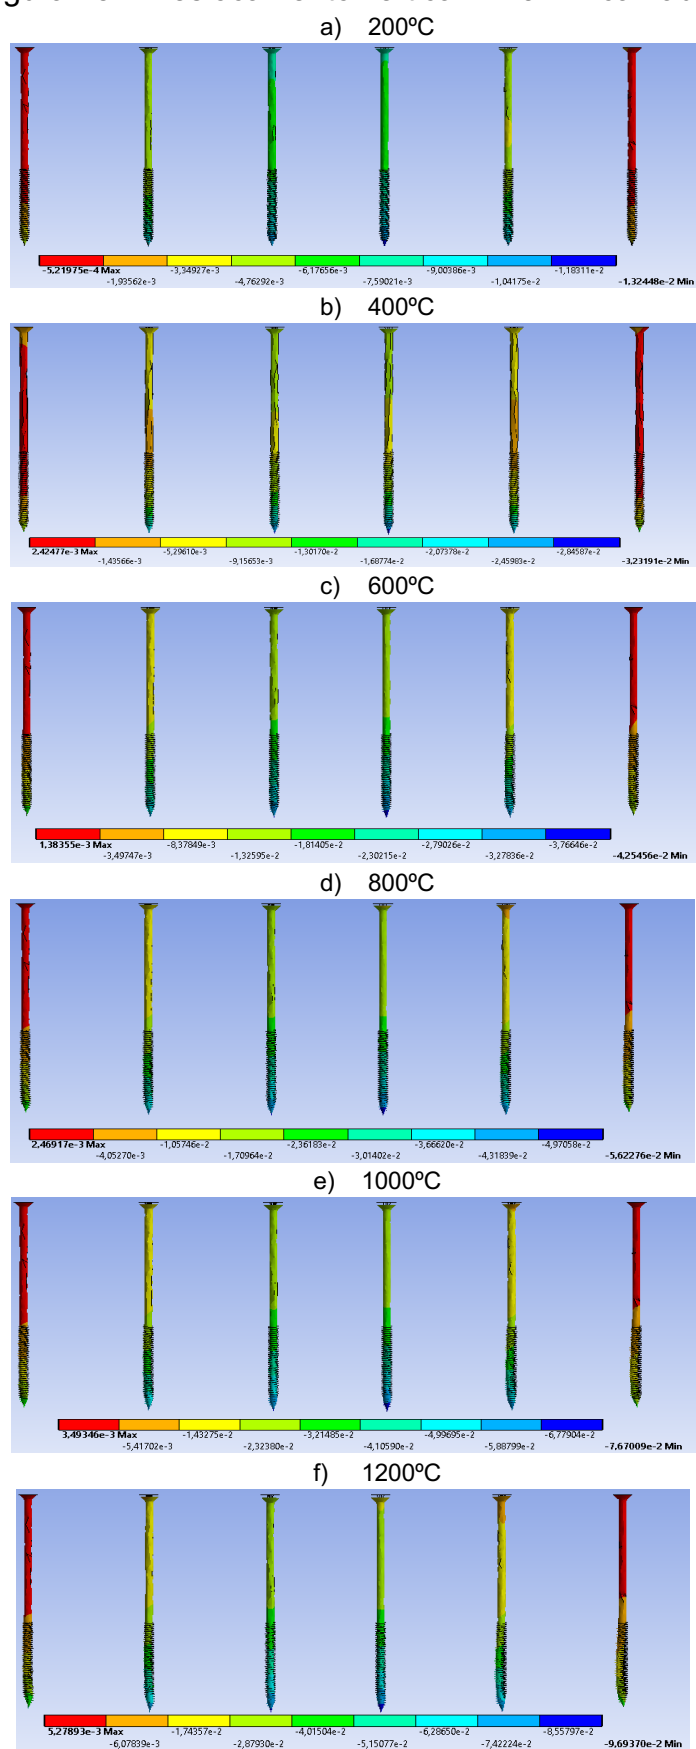 a) 200ºC
-5,21975e-4 Max -3,34927e-3 -6,17656e-3 -9,00386e-3 -1,18311e-2
-1,93562e-3 -4,76292e-3 -7,59021e-3 -1,04175e-2 -1,32448e-2 Min
b) 400ºC
2,42477e-3 Max -5,29610e-3 -1,30170e-2 -2,07378e-2 -2,84587e-2
-1,43566e-3 -9,15653e-3 -1,68774e-2 -2,45983e-2 -3,23191e-2 Min
c) 600ºC
1,38355e-3 Max -8,37849e-3 -1,81405e-2 -2,79026e-2 -3,76646e-2
-3,49747e-3 -1,32595e-2 -2,30215e-2 -3,27836e-2 -4,25456e-2 Min
d) 800ºC
2,46917e-3 Max -1,05746e-2 -2,36183e-2 -3,66620e-2 -4,97058e-2
-4,05270e-3 -1,70964e-2 -3,01402e-2 -4,31839e-2 -5,62276e-2 Min
e) 1000ºC
3,49346e-3 Max -1,43275e-2 -3,21485e-2 -4,99695e-2 -6,77904e-2
-5,41702e-3 -2,32380e-2 -4,10590e-2 -5,88799e-2 -7,67009e-2 Min
f) 1200ºC
5,27893e-3 Max -1,74357e-2 -4,01504e-2 -6,28650e-2 -8,55797e-2
-6,07839e-3 -2,87930e-2 -5,15077e-2 -7,42224e-2 -9,69370e-2 Min